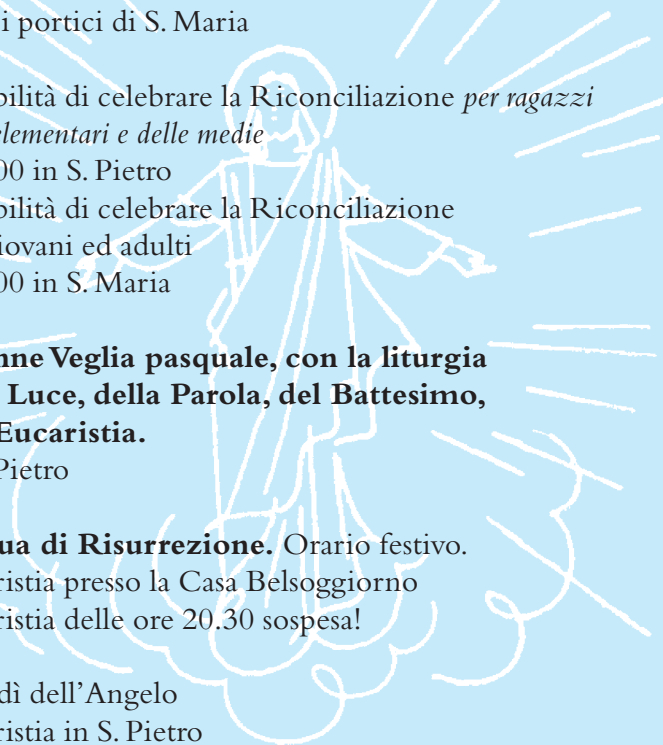 i portici di S. Maria
bilità di celebrare la Riconciliazione per ragazzi
elementari e delle medie
00 in S. Pietro
bilità di celebrare la Riconciliazione
iovani ed adulti
00 in S. Maria
nne Veglia pasquale, con la liturgia
Luce, della Parola, del Battesimo,
Eucaristia.
Pietro
ua di Risurrezione. Orario festivo.
ristia presso la Casa Belsoggiorno
ristia delle ore 20.30 sospesa!
dì dell’Angelo
ristia in S. Pietro